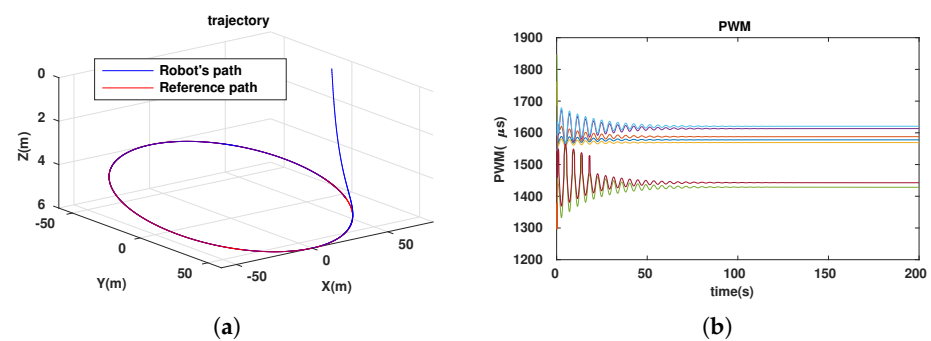 trajectory
Robot's path
Reference path
0
2
4
6
Z(m)
-50
0
50
Y(m)
-50
0
50
X(m)
(a)
PWM
1900
1800
1700
1600
1500
1400
1300
1200
PWM( μs)
0
50
100
150
200
time(s)
(b)